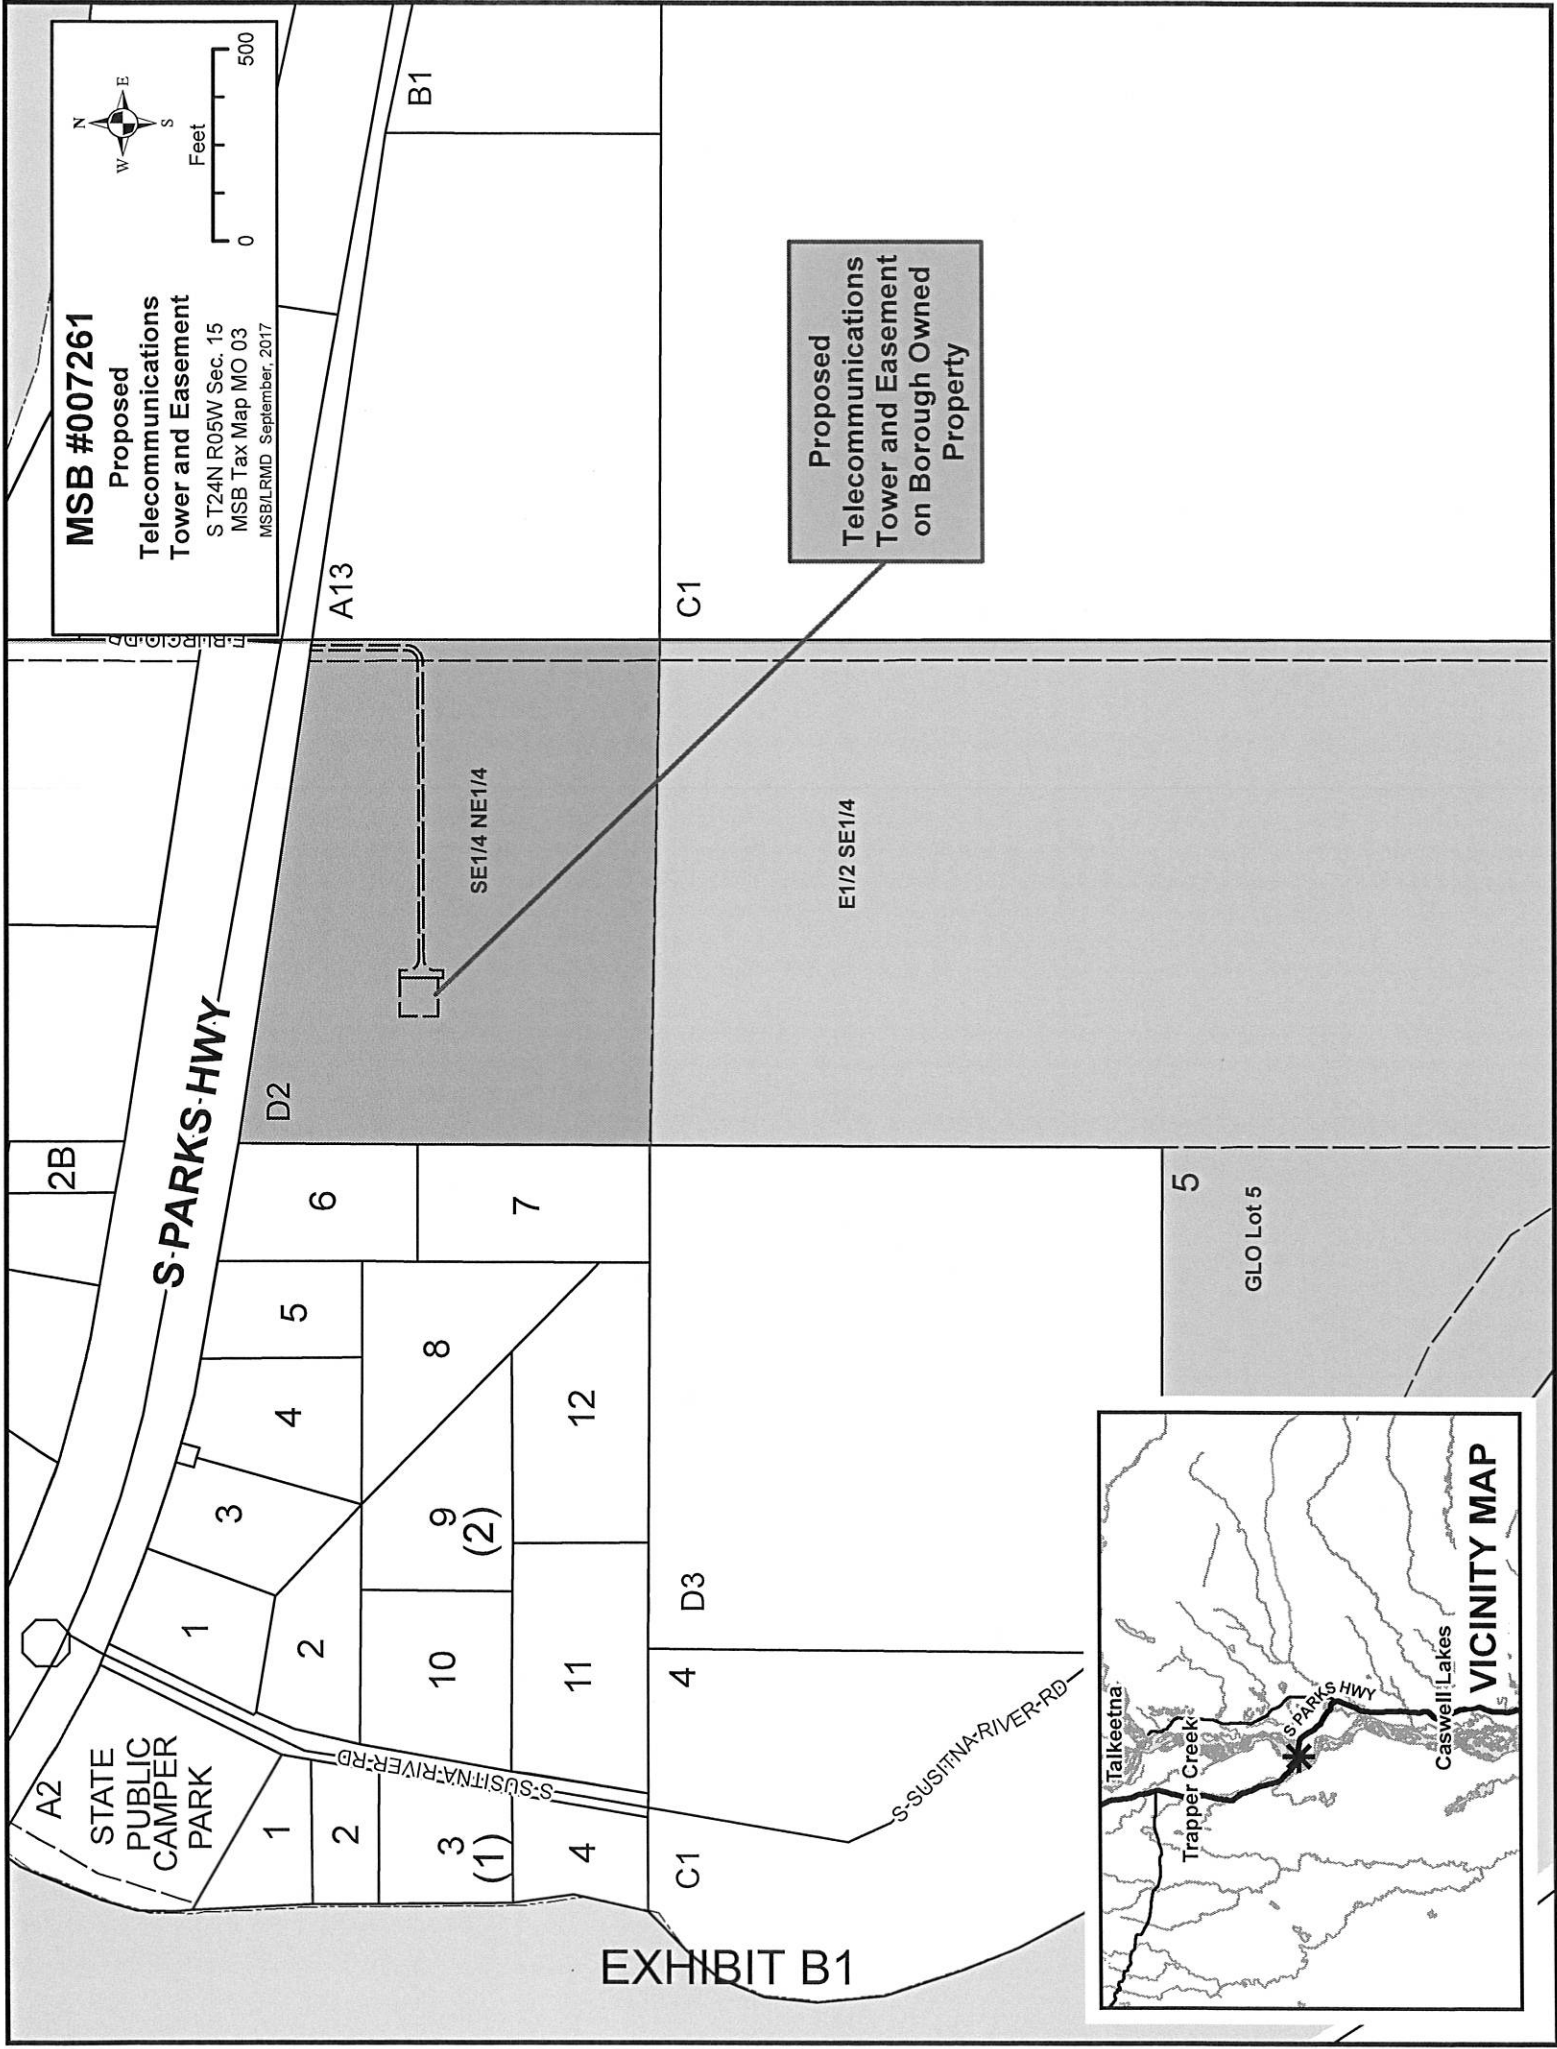 MSB #007261
Proposed
Telecommunications
Tower and Easement
S T24N R05W Sec. 15
MSB Tax Map MO 03
MSB/LRMD September, 2017
N
W
E
S
Feet
0
500
A2
STATE
PUBLIC
CAMPER
PARK
2B
S PARKS HWY
1
2
3
(1)
4
S SUSITNA RIVER RD
1
2
3
4
5
6
7
8
9
(2)
10
11
12
D2
A13
B1
SE1/4 NE1/4
C1
4
D3
C1
E1/2 SE1/4
Proposed
Telecommunications
Tower and Easement
on Borough Owned
Property
S SUSITNA RIVER RD
5
GLO Lot 5
Talkeetna
Trapper Creek
S PARKS HWY
Caswell Lakes
VICINITY MAP
EXHIBIT B1